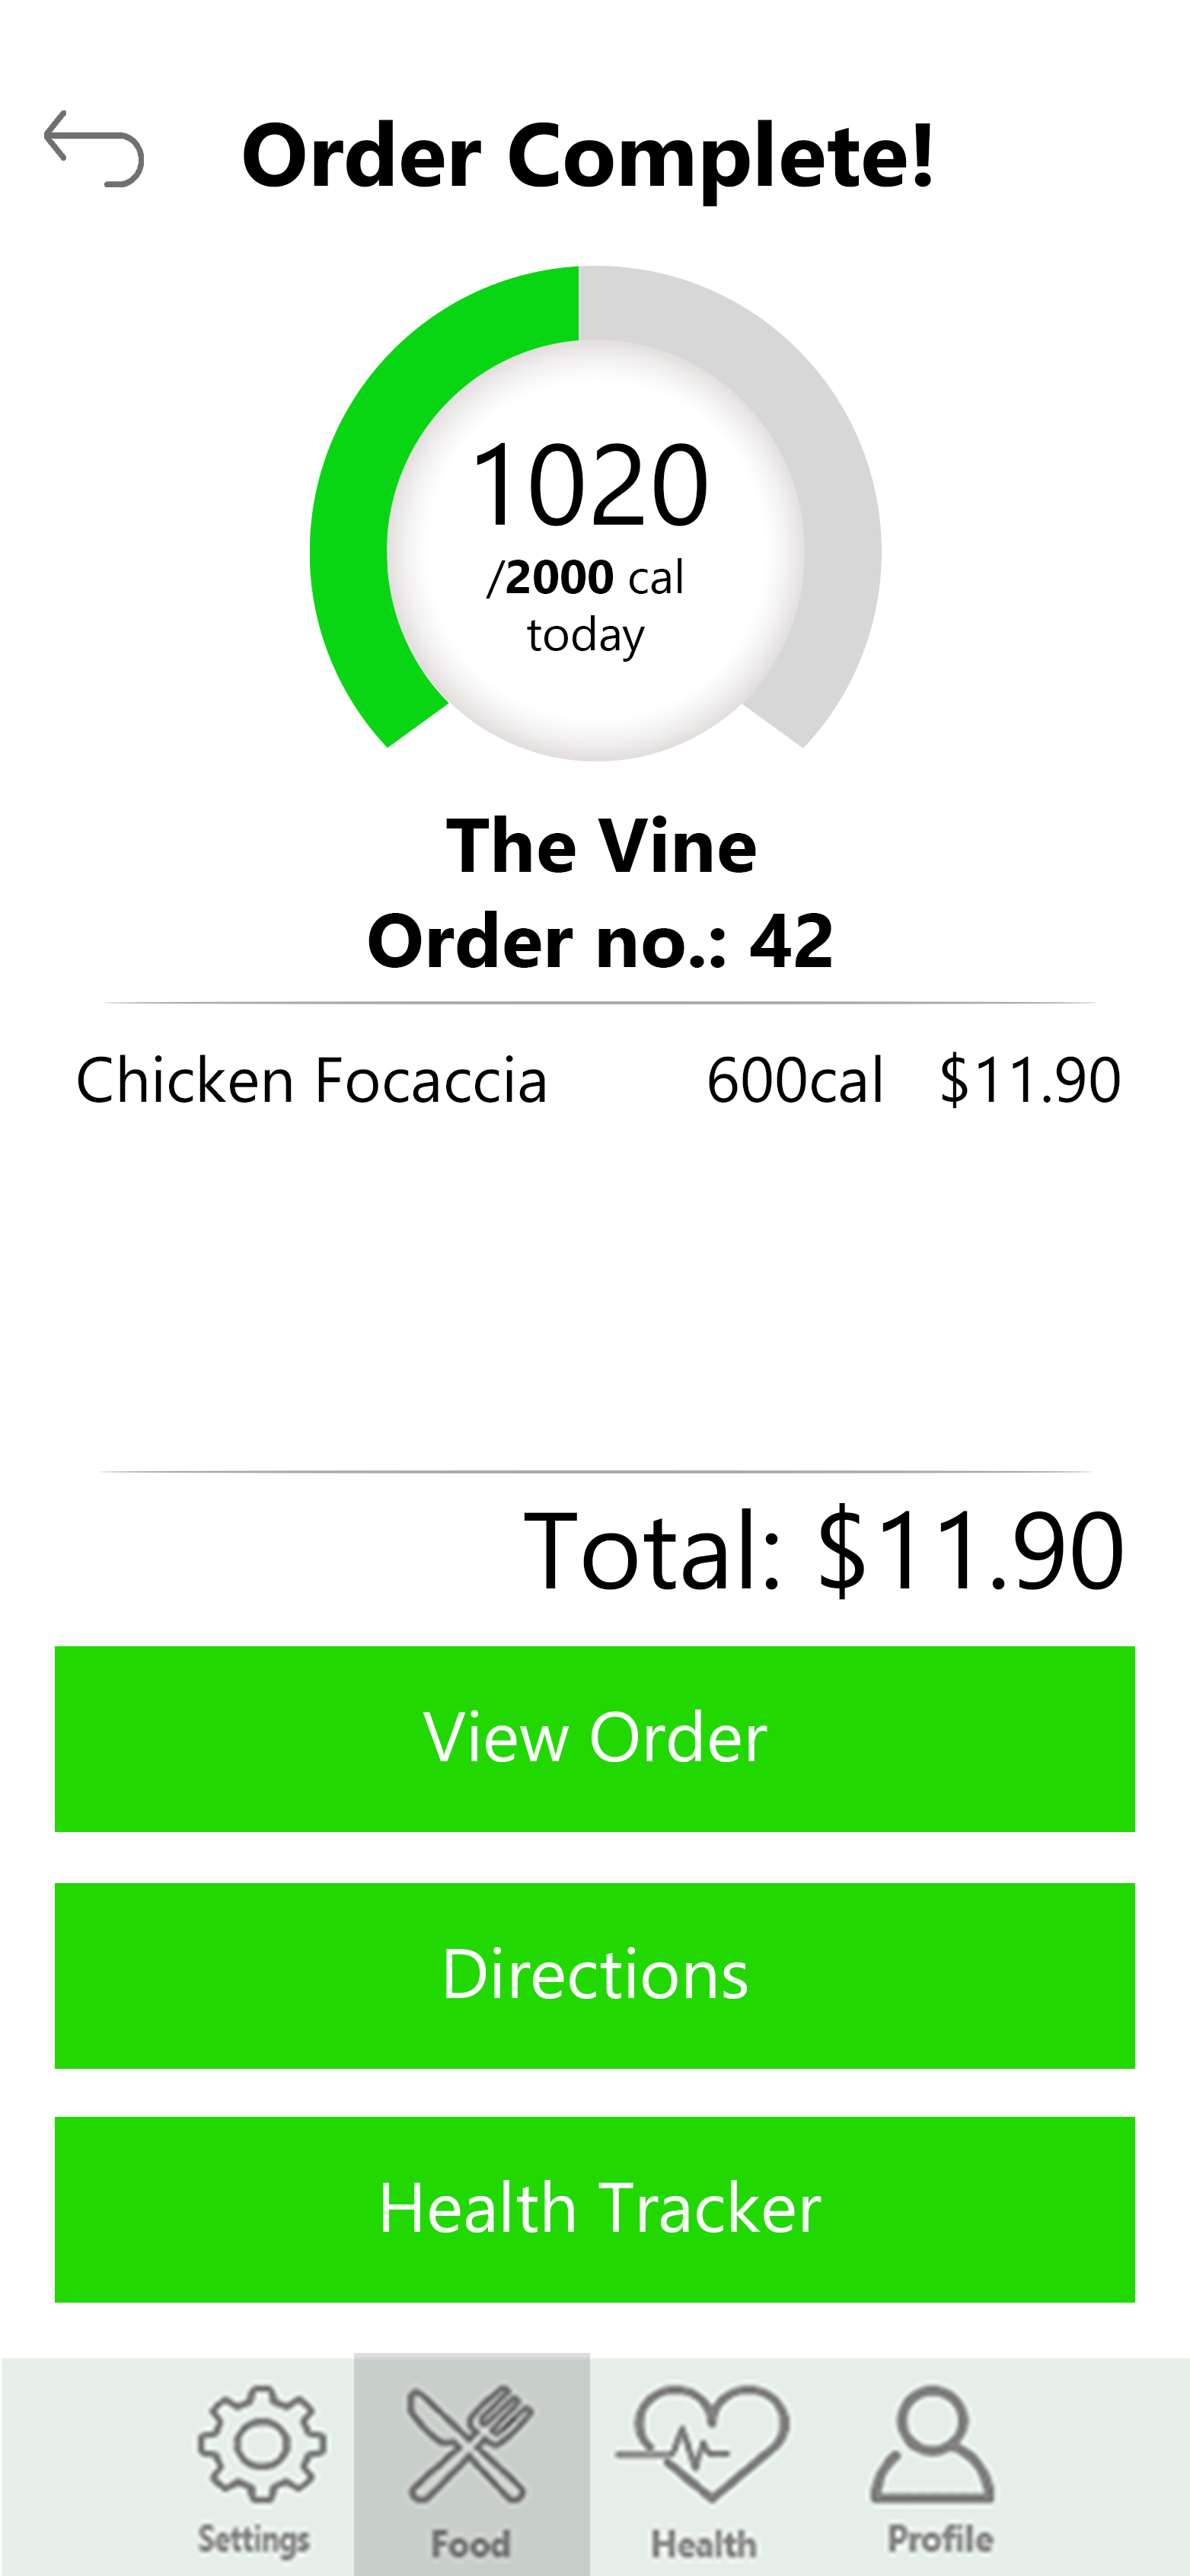 Order Complete!
1020
/2000 cal
today
The Vine
Order no.: 42
Chicken Focaccia 600cal $11.90
Total: $11.90
View Order
Directions
Health Tracker
Settings Food Health Profile